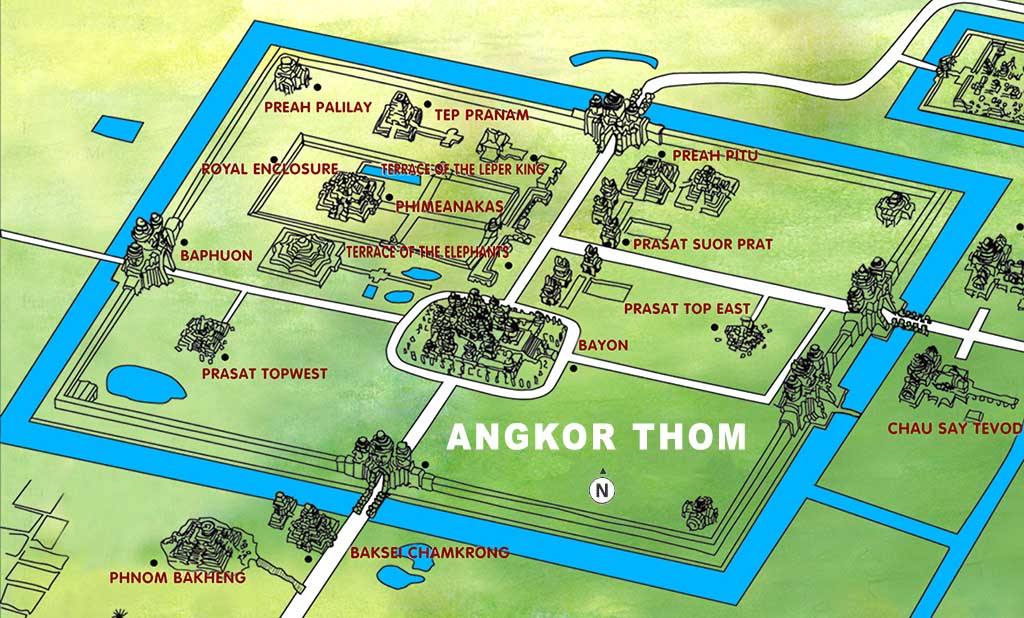 PREAH PALILAY
TEP PRANAM
PREAH PITU
ROYAL ENCLOSURE
TERRACE OF THE LEPER KING
PHIMEANAKAS
PRASAT SUOR PRAT
BAPHUON
TERRACE OF THE ELEPHANTS
PRASAT TOP EAST
BAYON
PRASAT TOPWEST
CHAU SAY TEVOD
ANGKOR THOM
N
BAKSEI CHAMKRONG
PHNOM BAKHENG